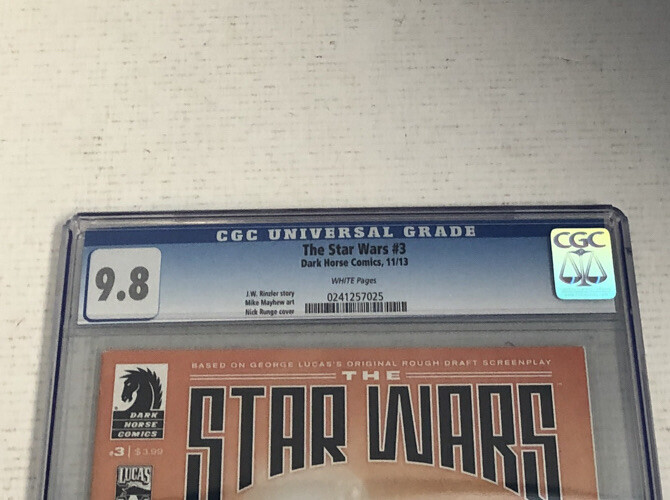 CGC UNIVERSAL GRADE
9.8
The Star Wars #3
Dark Horse Comics, 11/13
WHITE Pages
J.W. Rinzler story
Mike Mayhew art
Nick Runge cover
0241257025
CGC
BASED ON GEORGE LUCAS'S ORIGINAL ROUGH-DRAFT SCREENPLAY
THE
STAR WARS
DARK
HORSE
COMICS
#3 | $3.99
LUCAS